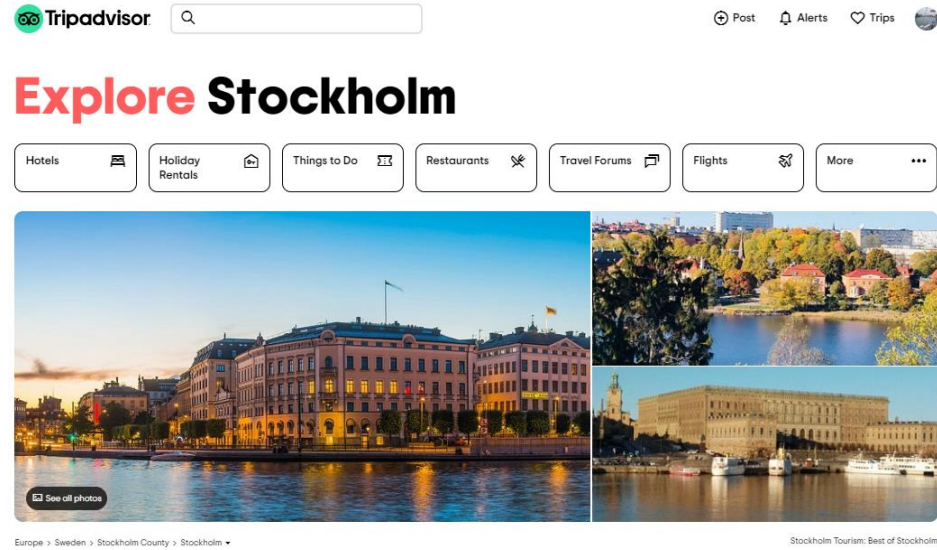 Tripadvisor
Post
Alerts
Trips
Explore Stockholm
Hotels
Holiday
Rentals
Things to Do
Restaurants
Travel Forums
Flights
More
See all photos
Europe > Sweden > Stockholm County > Stockholm
Stockholm Tourism: Best of Stockholm